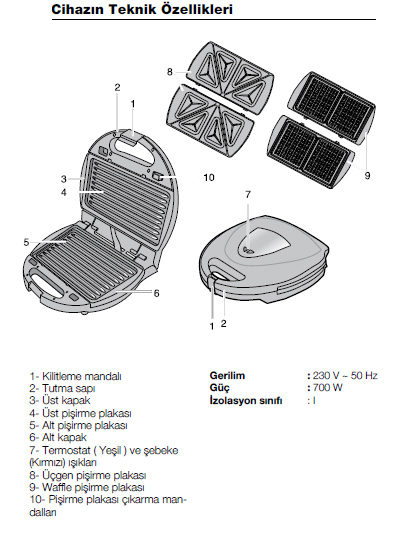 Cihazın Teknik Özellikleri
8
2
1
3
10
4
9
7
5
6
1
2
1- Kilitleme mandalı
2- Tutma sapı
3- Üst kapak
4- Üst pişirme plakası
5- Alt pişirme plakası
6- Alt kapak
7- Termostat ( Yeşil ) ve şebeke
(Kırmızı) ışıkları
8- Üçgen pişirme plakası
9- Waffle pişirme plakası
10- Pişirme plakası çıkarma man-
dalları
Gerilim : 230 V ~ 50 Hz
Güç : 700 W
İzolasyon sınıfı : I